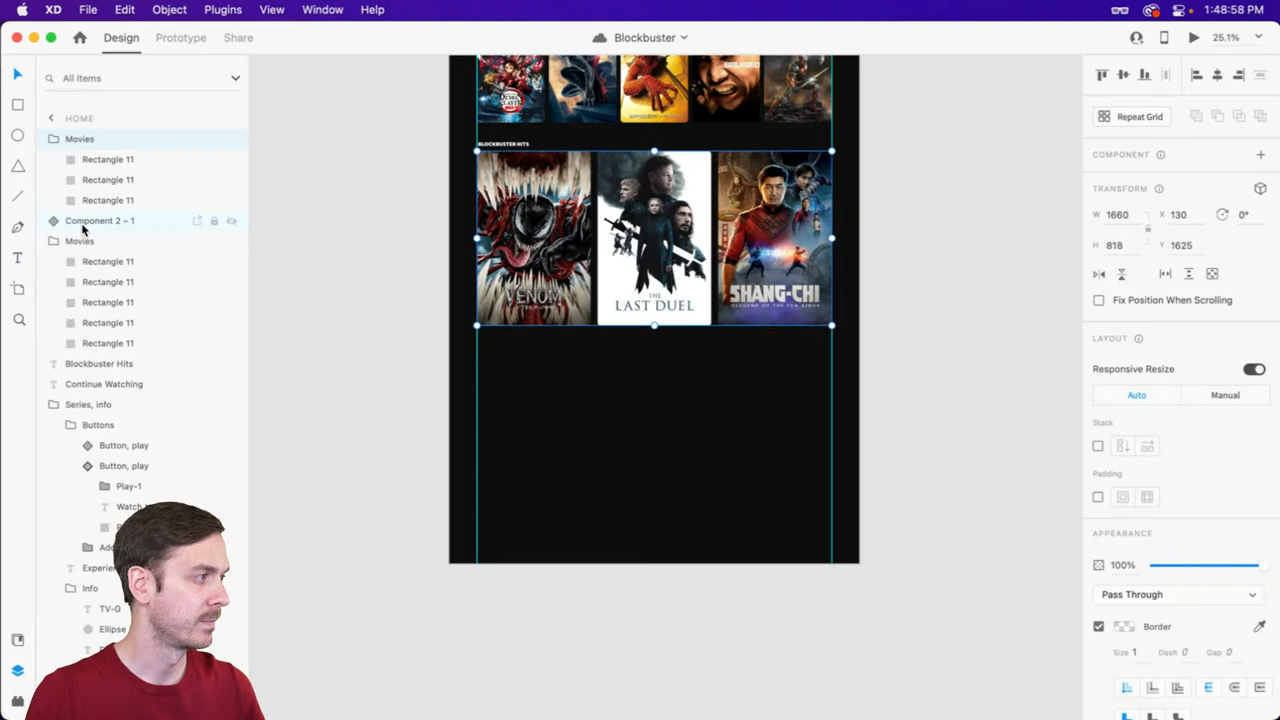 XD File Edit Object Plugins View Window Help 1:48:58 PM
Design Prototype Share Blockbuster 25.1%
All Items
HOME
Movies
Rectangle 11
Rectangle 11
Rectangle 11
Component 2 – 1
Movies
Rectangle 11
Rectangle 11
Rectangle 11
Rectangle 11
Rectangle 11
Blockbuster Hits
Continue Watching
Series, info
Buttons
Button, play
Button, play
Play-1
Watch
Info
TV-G
Ellipse
DEMON SLAYER
BRUISED
BLOCKBUSTER HITS
VENOM
THE
LAST DUEL
SHANG-CHI
Repeat Grid
COMPONENT
TRANSFORM
W 1660 X 130 0°
H 818 Y 1625
Fix Position When Scrolling
LAYOUT
Responsive Resize
Auto Manual
Stack
Padding
APPEARANCE
100%
Pass Through
Border
Size 1 Dash 0 Gap 0